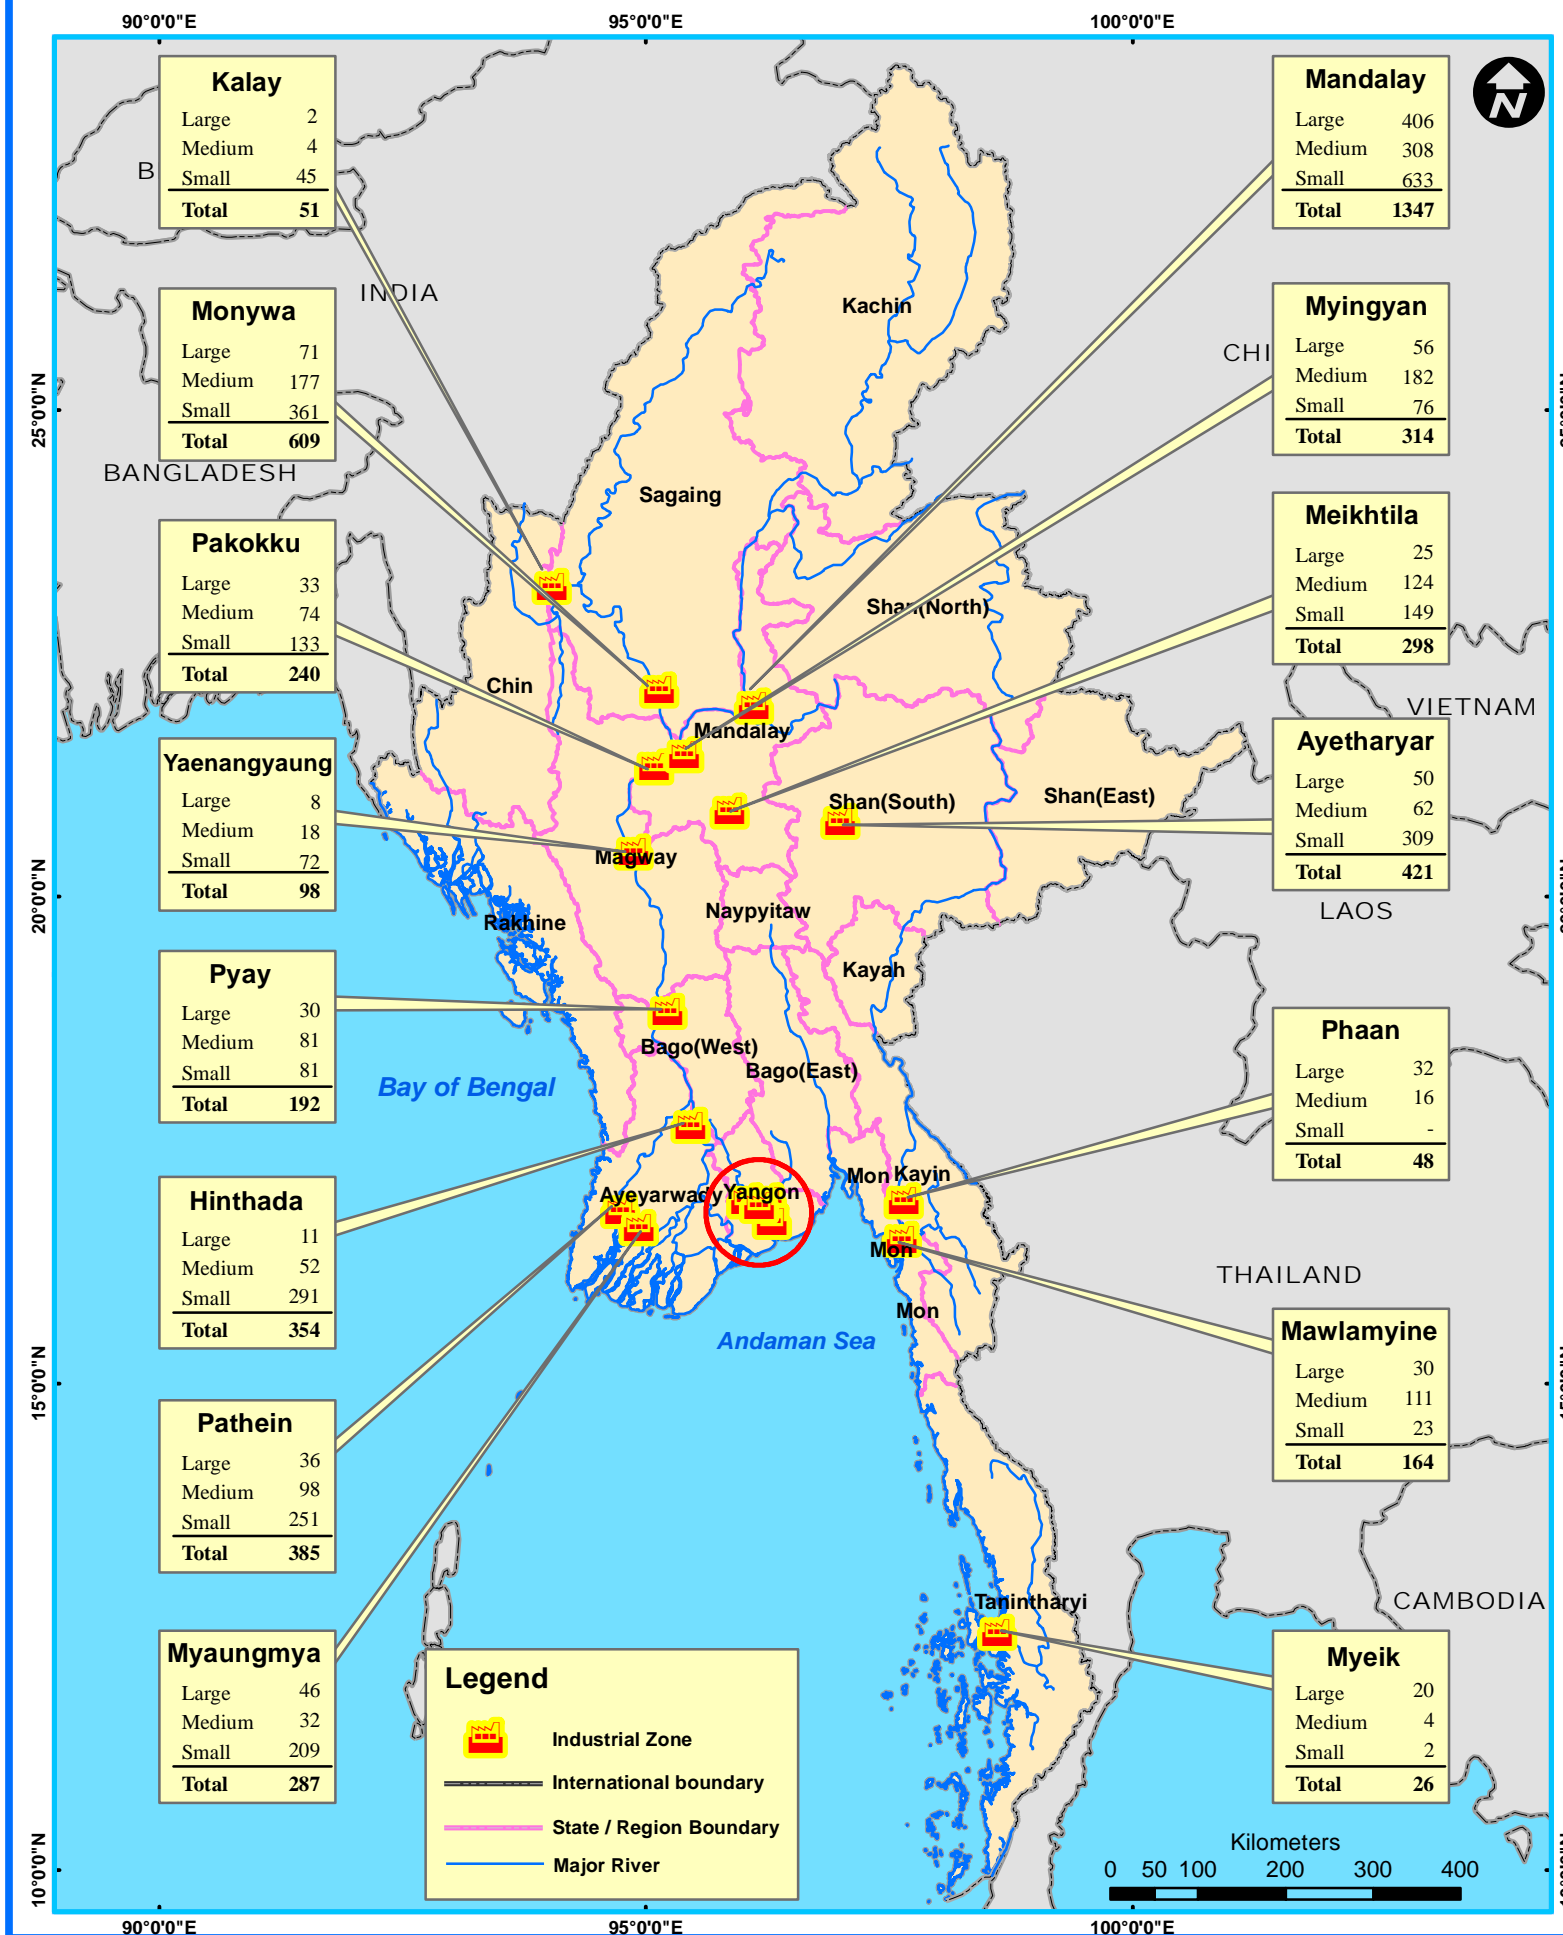 90°0'0"E
95°0'0"E
100°0'0"E
N
Kalay
Large 2
Medium 4
Small 45
Total 51
Mandalay
Large 406
Medium 308
Small 633
Total 1347
B
INDIA
Kachin
Monywa
Large 71
Medium 177
Small 361
Total 609
Myingyan
Large 56
Medium 182
Small 76
Total 314
CHI
25°0'0"N
BANGLADESH
Sagaing
Pakokku
Large 33
Medium 74
Small 133
Total 240
Meikhtila
Large 25
Medium 124
Small 149
Total 298
Shan(North)
Chin
VIETNAM
Mandalay
Yaenangyaung
Large 8
Medium 18
Small 72
Total 98
Ayetharyar
Large 50
Medium 62
Small 309
Total 421
Shan(South)
Shan(East)
Magway
20°0'0"N
Naypyitaw
Rakhine
LAOS
Kayah
Pyay
Large 30
Medium 81
Small 81
Total 192
Bago(West)
Bago(East)
Bay of Bengal
Phaan
Large 32
Medium 16
Small -
Total 48
Mon
Kayin
Ayeyarwady
Yangon
Hinthada
Large 11
Medium 52
Small 291
Total 354
Mon
THAILAND
Mon
Andaman Sea
Mawlamyine
Large 30
Medium 111
Small 23
Total 164
15°0'0"N
Pathein
Large 36
Medium 98
Small 251
Total 385
Tanintharyi
CAMBODIA
Myaungmya
Large 46
Medium 32
Small 209
Total 287
Myeik
Large 20
Medium 4
Small 2
Total 26
Legend
Industrial Zone
International boundary
State / Region Boundary
Major River
Kilometers
0 50 100 200 300 400
10°0'0"N
90°0'0"E
95°0'0"E
100°0'0"E